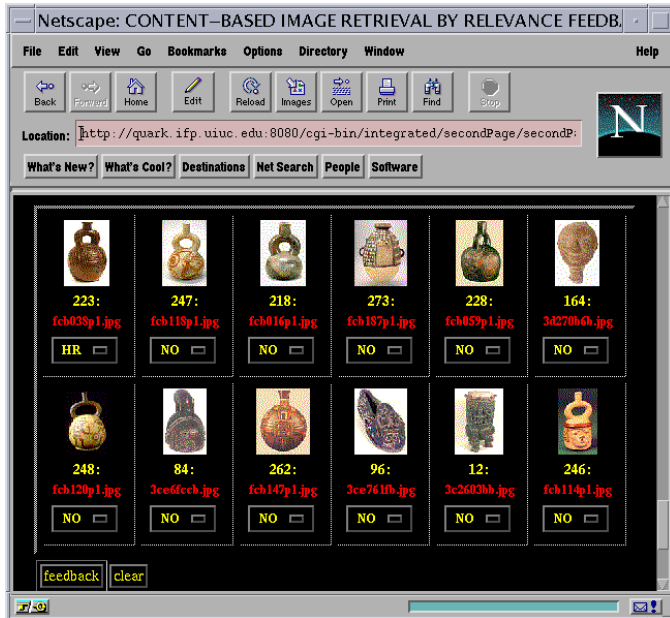 Netscape: CONTENT-BASED IMAGE RETRIEVAL BY RELEVANCE FEEDB
File Edit View Go Bookmarks Options Directory Window Help
Back Forward Home Edit Reload Images Open Print Find Stop
Location: http://quark.ifp.uiuc.edu:8080/cgi-bin/integrated/secondPage/secondPa
N
What's New? What's Cool? Destinations Net Search People Software
223: 247: 218: 273: 228: 164:
fcb038p1.jpg fcb118p1.jpg fcb016p1.jpg fcb187p1.jpg fcb059p1.jpg 3d270b6b.jpg
HR NO NO NO NO NO
248: 84: 262: 96: 12: 246:
fcb120p1.jpg 3ce6fccb.jpg fcb147p1.jpg 3ce761fb.jpg 3c2603bb.jpg fcb114p1.jpg
NO NO NO NO NO NO
feedback clear